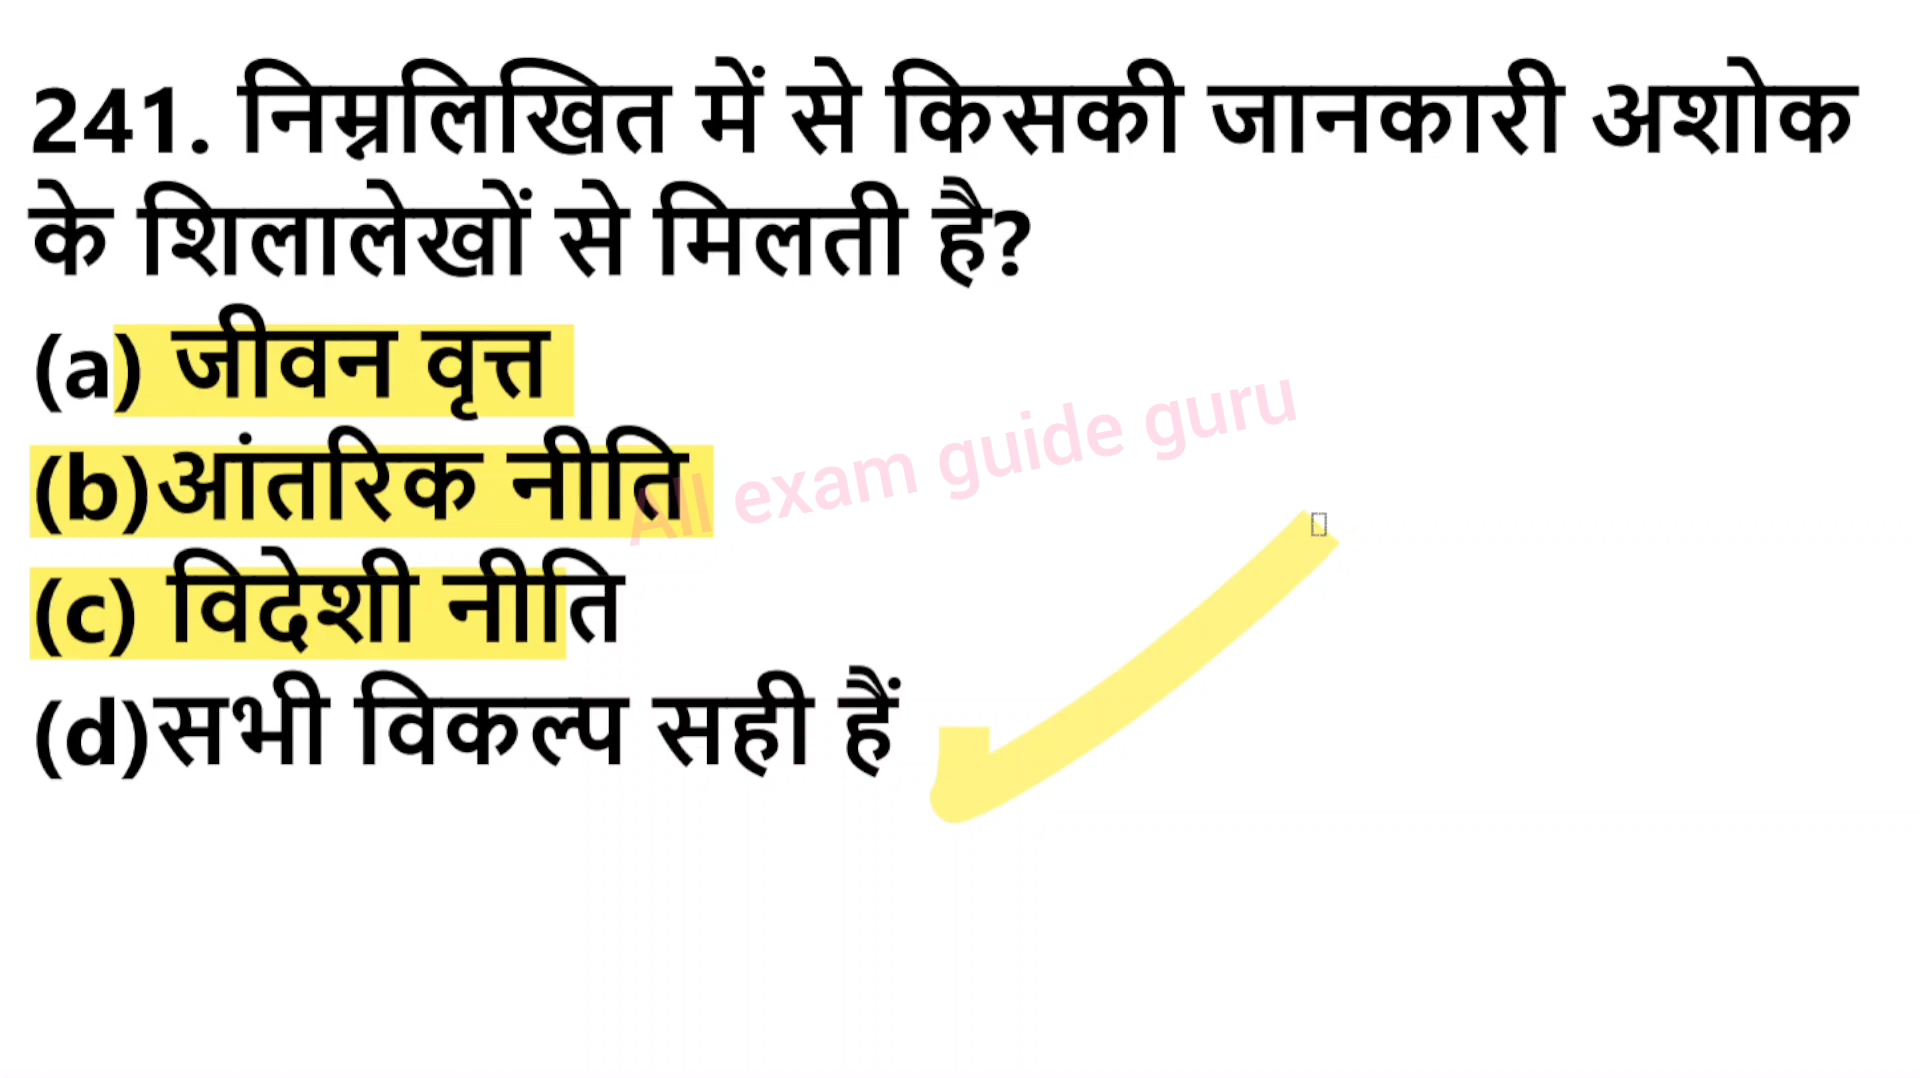 241. निम्नलिखित में से किसकी जानकारी अशोक
के शिलालेखों से मिलती है?
(a) जीवन वृत्त
(b)आंतरिक नीति
All exam guide guru
(c) विदेशी नीति
(d)सभी विकल्प सही हैं